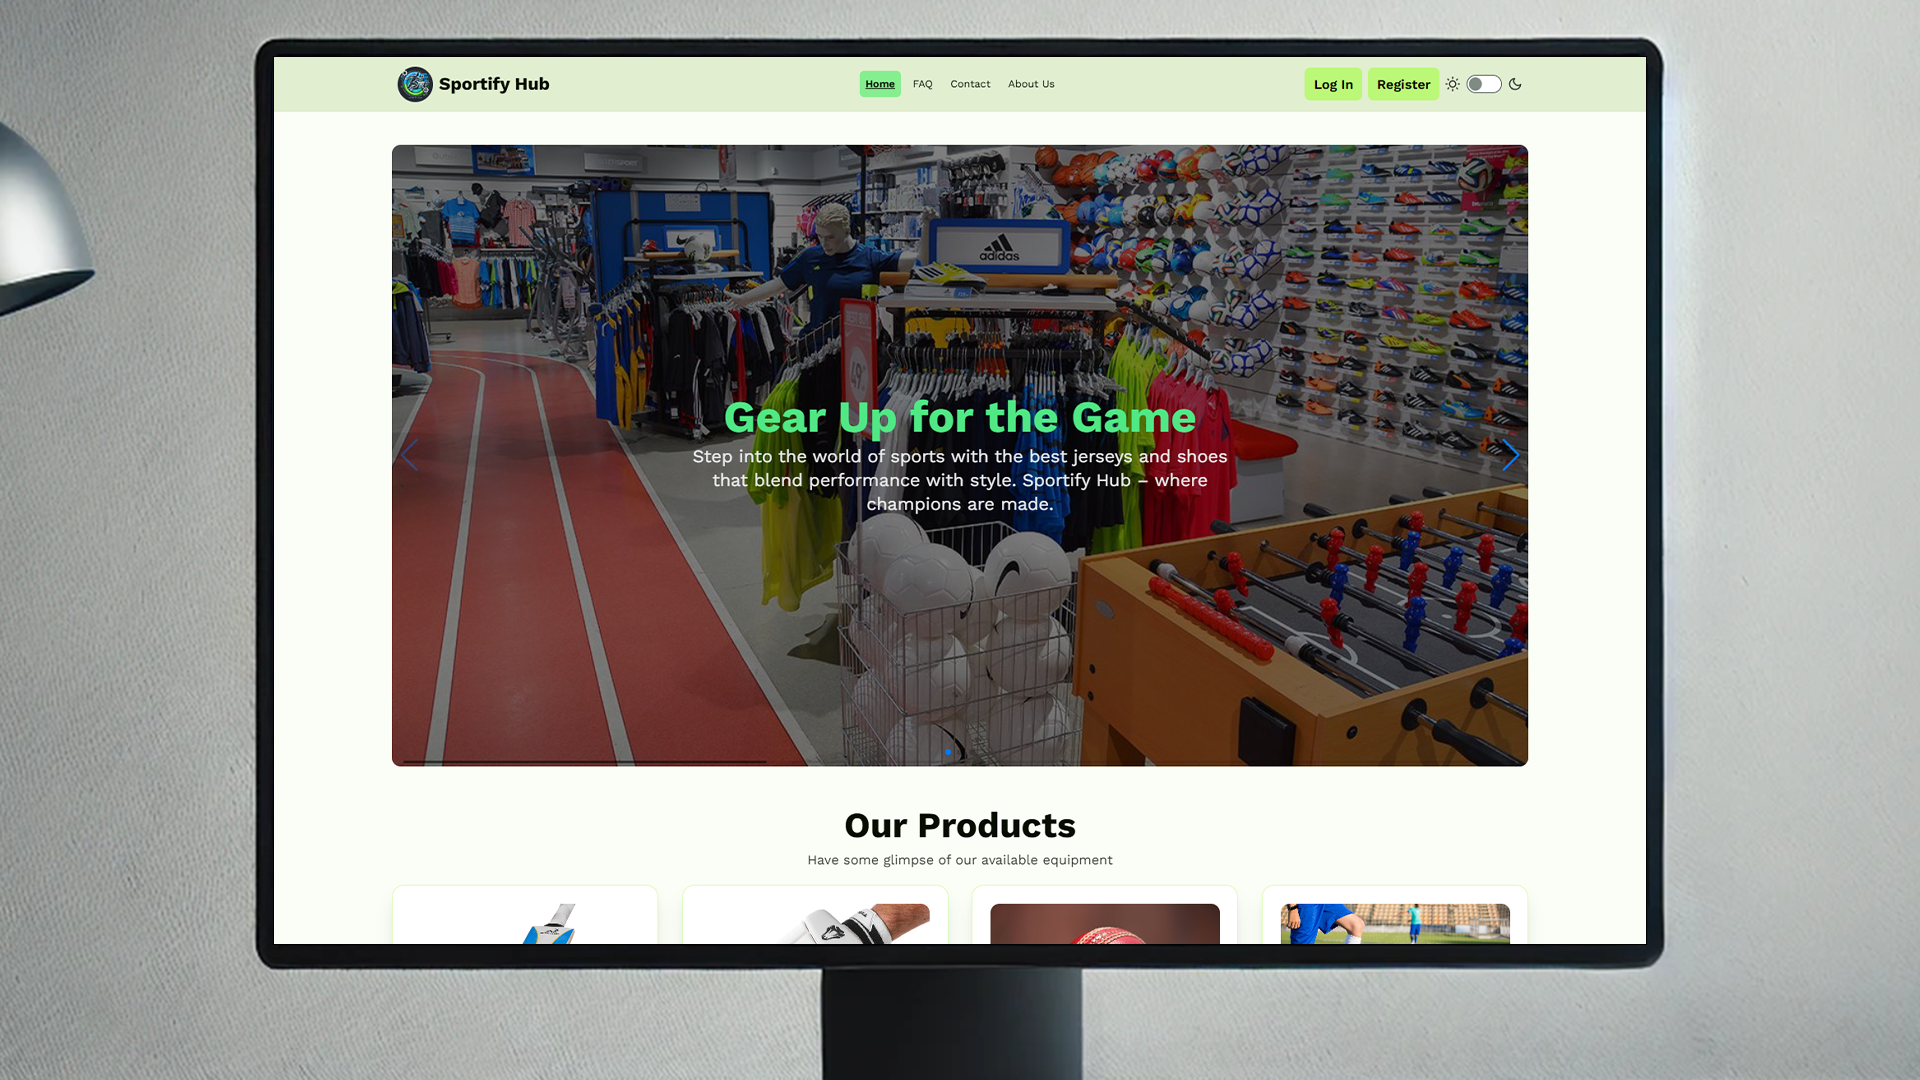 Sportify Hub
Home
FAQ
Contact
About Us
Log In
Register
adidas
Gear Up for the Game
Step into the world of sports with the best jerseys and shoes
that blend performance with style. Sportify Hub – where
champions are made.
Our Products
Have some glimpse of our available equipment